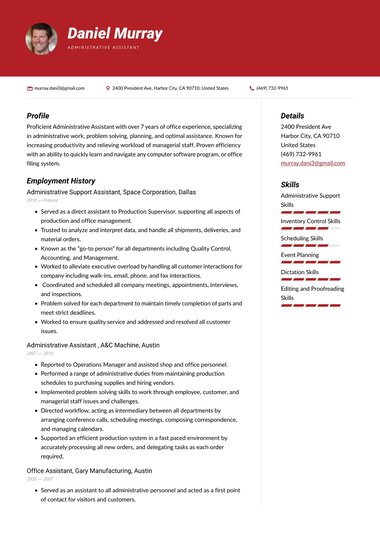 Daniel Murray
ADMINISTRATIVE ASSISTANT
murray.dani3@gmail.com
2400 President Ave, Harbor City, CA 90710, United States
(469) 732-9961
Profile
Proficient Administrative Assistant with over 7 years of office experience, specializing
in administrative work, problem solving, planning, and optimal assistance. Known for
increasing productivity and relieving workload of managerial staff. Proven efficiency
with an ability to quickly learn and navigate any computer software program, or office
filing system.
Employment History
Administrative Support Assistant, Space Corporation, Dallas
2010 — Present
• Served as a direct assistant to Production Supervisor, supporting all aspects of
production and office management.
• Trusted to analyze and interpret data, and handle all shipments, deliveries, and
material orders.
• Known as the "go-to person" for all departments including Quality Control,
Accounting, and Management.
• Worked to alleviate executive overload by handling all customer interactions for
company including walk-ins, email, phone, and fax interactions.
• Coordinated and scheduled all company meetings, appointments, interviews,
and inspections.
• Problem solved for each department to maintain timely completion of parts and
meet strict deadlines.
• Worked to ensure quality service and addressed and resolved all customer
issues.
Administrative Assistant , A&C Machine, Austin
2007 — 2010
• Reported to Operations Manager and assisted shop and office personnel.
• Performed a range of administrative duties from maintaining production
schedules to purchasing supplies and hiring vendors.
• Implemented problem solving skills to work through employee, customer, and
managerial staff issues and challenges.
• Directed workflow, acting as intermediary between all departments by
arranging conference calls, scheduling meetings, composing correspondence,
and managing calendars.
• Supported an efficient production system in a fast paced environment by
accurately processing all new orders, and delegating tasks as each order
required.
Office Assistant, Gary Manufacturing, Austin
2005 — 2007
• Served as an assistant to all administrative personnel and acted as a first point
of contact for visitors and customers.
Details
2400 President Ave
Harbor City, CA 90710
United States
(469) 732-9961
murray.dani3@gmail.com
Skills
Administrative Support
Skills
Inventory Control Skills
Scheduling Skills
Event Planning
Dictation Skills
Editing and Proofreading
Skills